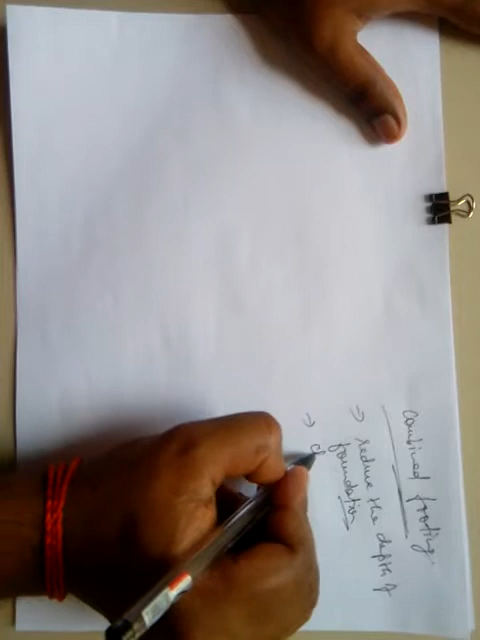 Combined footing
→ reduce the depth of
foundation
→ d